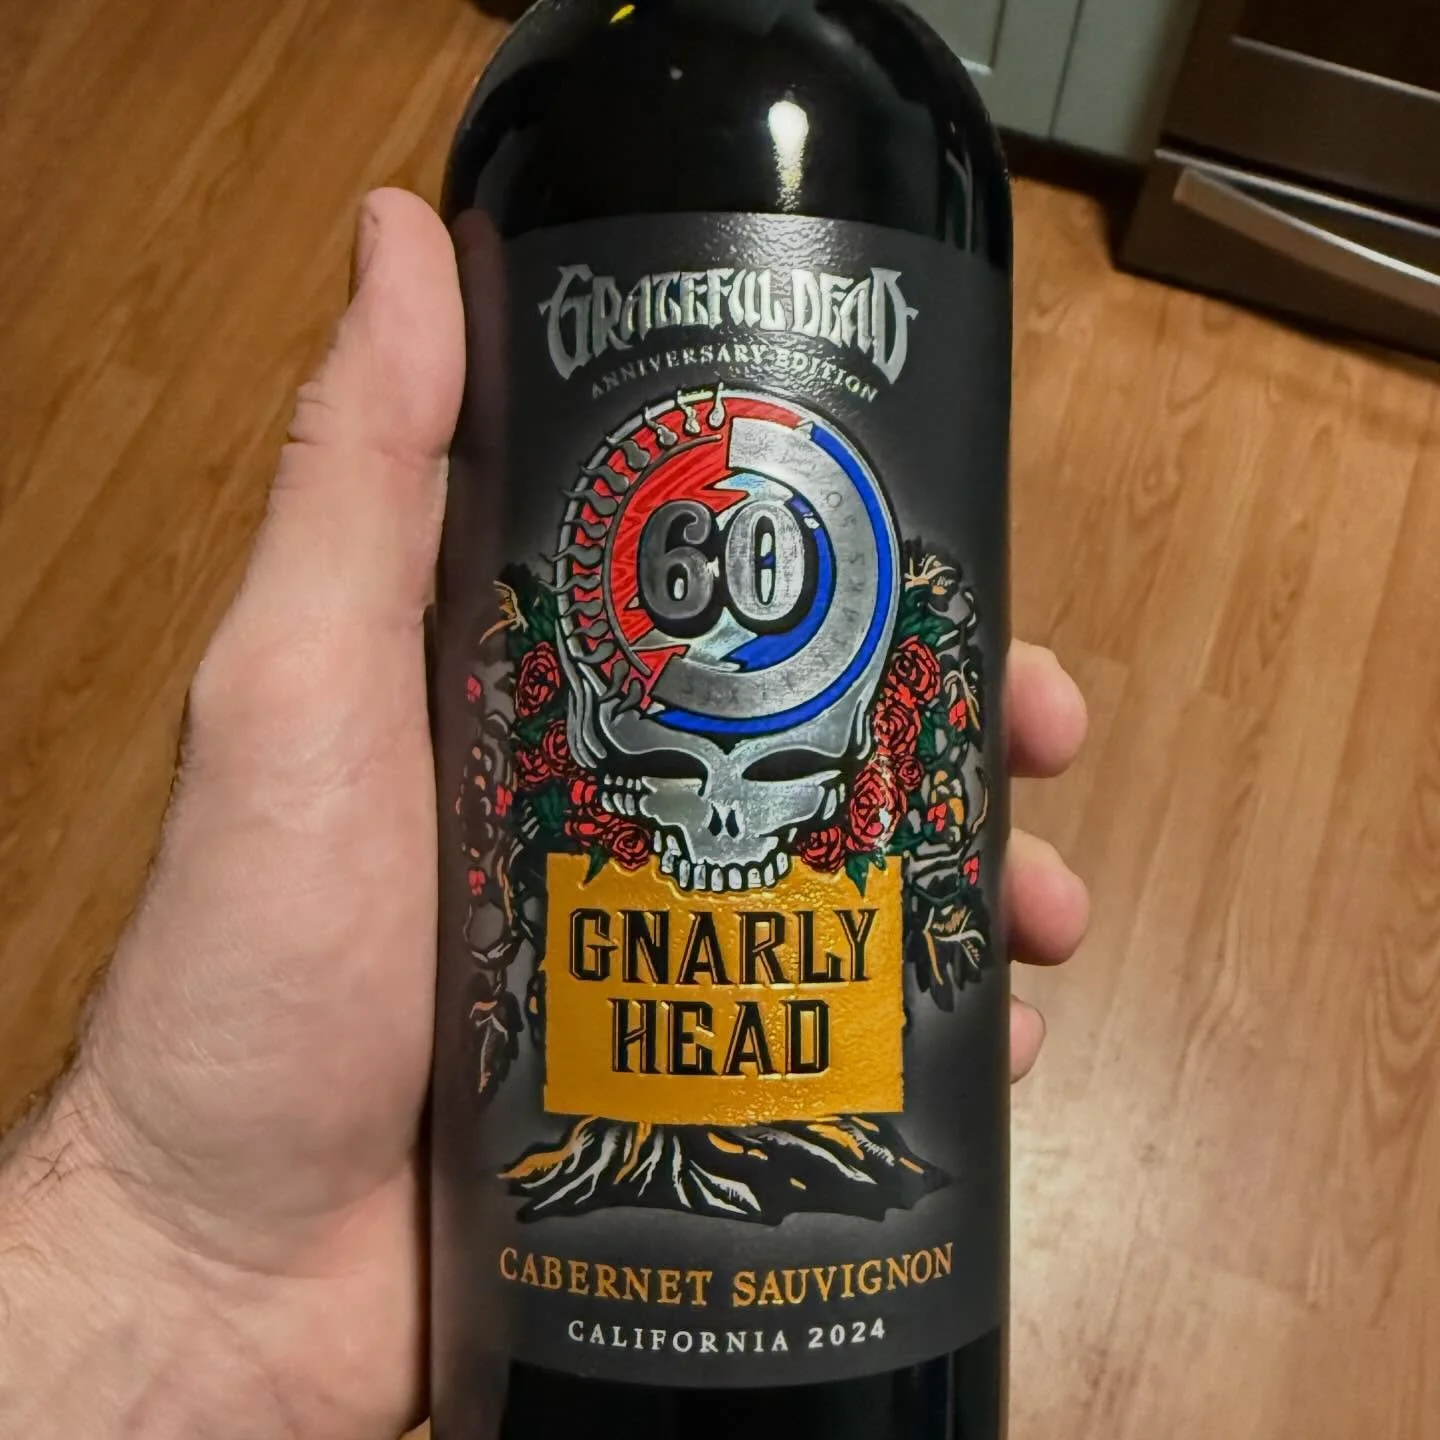 GRATEFUL DEAD
ANNIVERSARY EDITION
60
GNARLY
HEAD
CABERNET SAUVIGNON
CALIFORNIA 2024